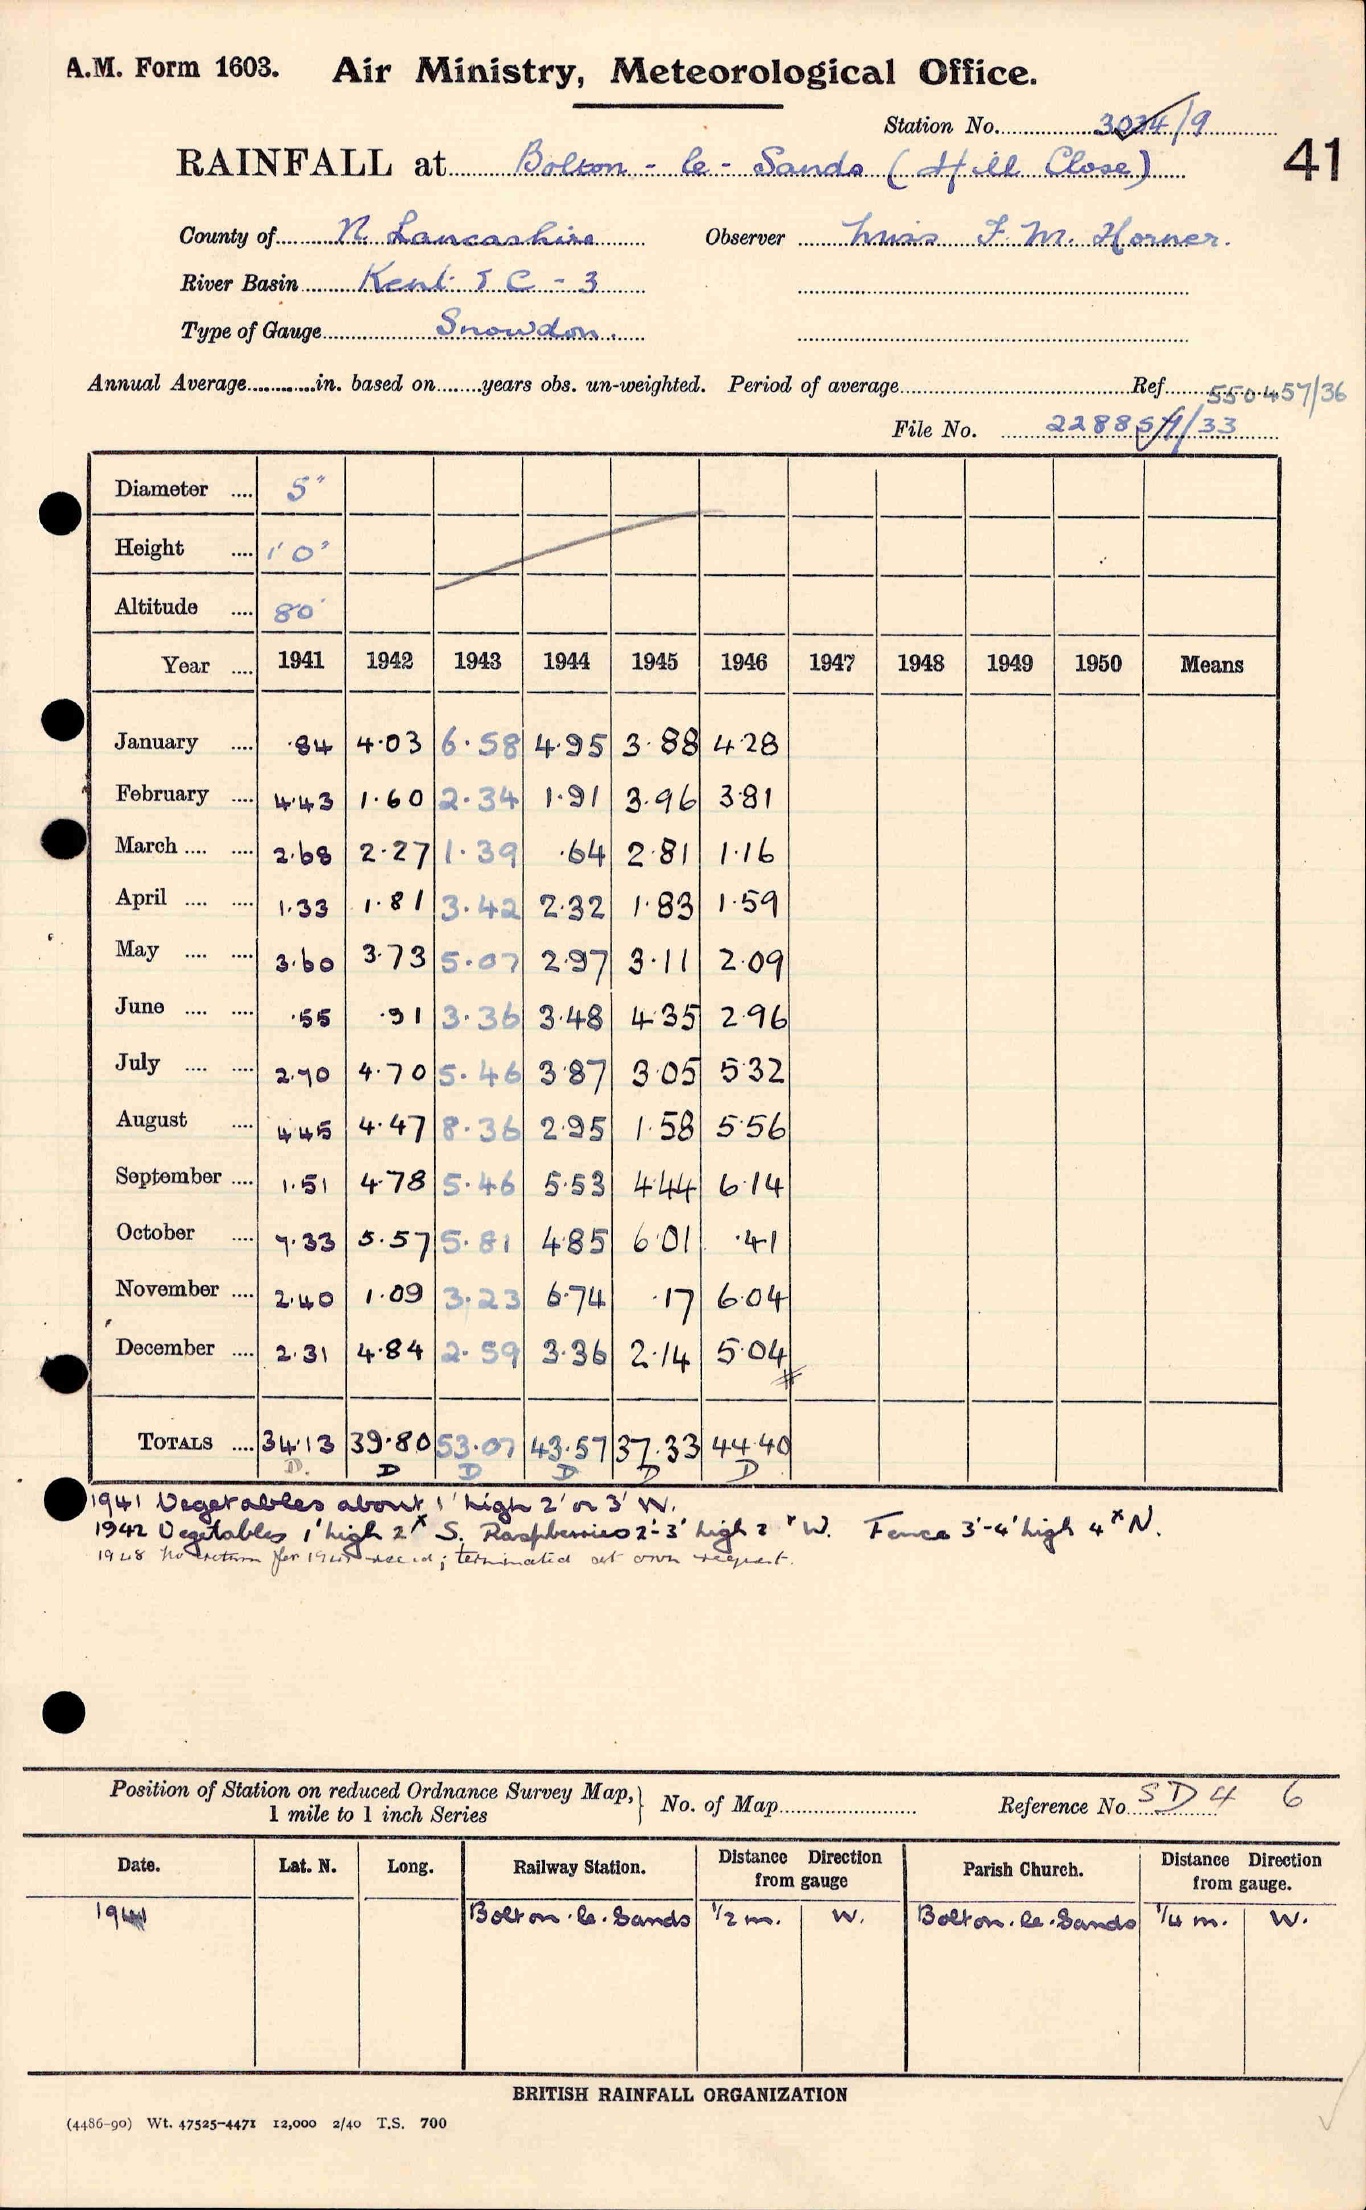 A.M. Form 1603. Air Ministry, Meteorological Office.
Station No. 3034/9
RAINFALL at Bolton-le-Sands (Hill Close) 41
County of N. Lancashire Observer Miss F. M. Horner.
River Basin Kent & C - 3
Type of Gauge Snowdon.
Annual Average............in. based on........years obs. un-weighted. Period of average Ref 550457/36
File No. 228857/33
Diameter .... 5"
Height .... 1'0"
Altitude .... 80'
Year .... 1941 1942 1943 1944 1945 1946 1947 1948 1949 1950 Means
January .... ·84 4·03 6·58 4·95 3·88 4·28
February .... 4·43 1·60 2·34 1·91 3·96 3·81
March .... .... 2·68 2·27 1·39 ·64 2·81 1·16
April .... .... 1·33 1·81 3·42 2·32 1·83 1·59
May .... .... 3·60 3·73 5·07 2·97 3·11 2·09
June .... .... ·55 ·91 3·36 3·48 4·35 2·96
July .... .... 2·70 4·70 5·46 3·87 3·05 5·32
August .... 4·45 4·47 8·36 2·95 1·58 5·56
September .... 1·51 4·78 5·46 5·53 4·44 6·14
October .... 7·33 5·57 5·81 4·85 6·01 ·41
November .... 2·40 1·09 3·23 6·74 ·17 6·04
December .... 2·31 4·84 2·59 3·36 2·14 5·04
TOTALS .... 34·13 39·80 53·07 43·57 37·33 44·40
D. D D D D D
1941 Vegetables about 1' high 2' or 3' W.
1942 Vegetables 1' high 2ˣ S. Raspberries 2'-3' high 2ˣ W. Fence 3'-4' high 4ˣ N.
1948 No return for recd; terminated at own request.
Position of Station on reduced Ordnance Survey Map, 1 mile to 1 inch Series } No. of Map Reference No. SD 4 6
Date. Lat. N. Long. Railway Station. Distance Direction from gauge Parish Church. Distance Direction from gauge.
1941 Bolton-le-Sands 1/2 m. W. Bolton-le-Sands 1/4 m. W.
BRITISH RAINFALL ORGANIZATION
(4486-90) Wt. 47525-4471 12,000 2/40 T.S. 700